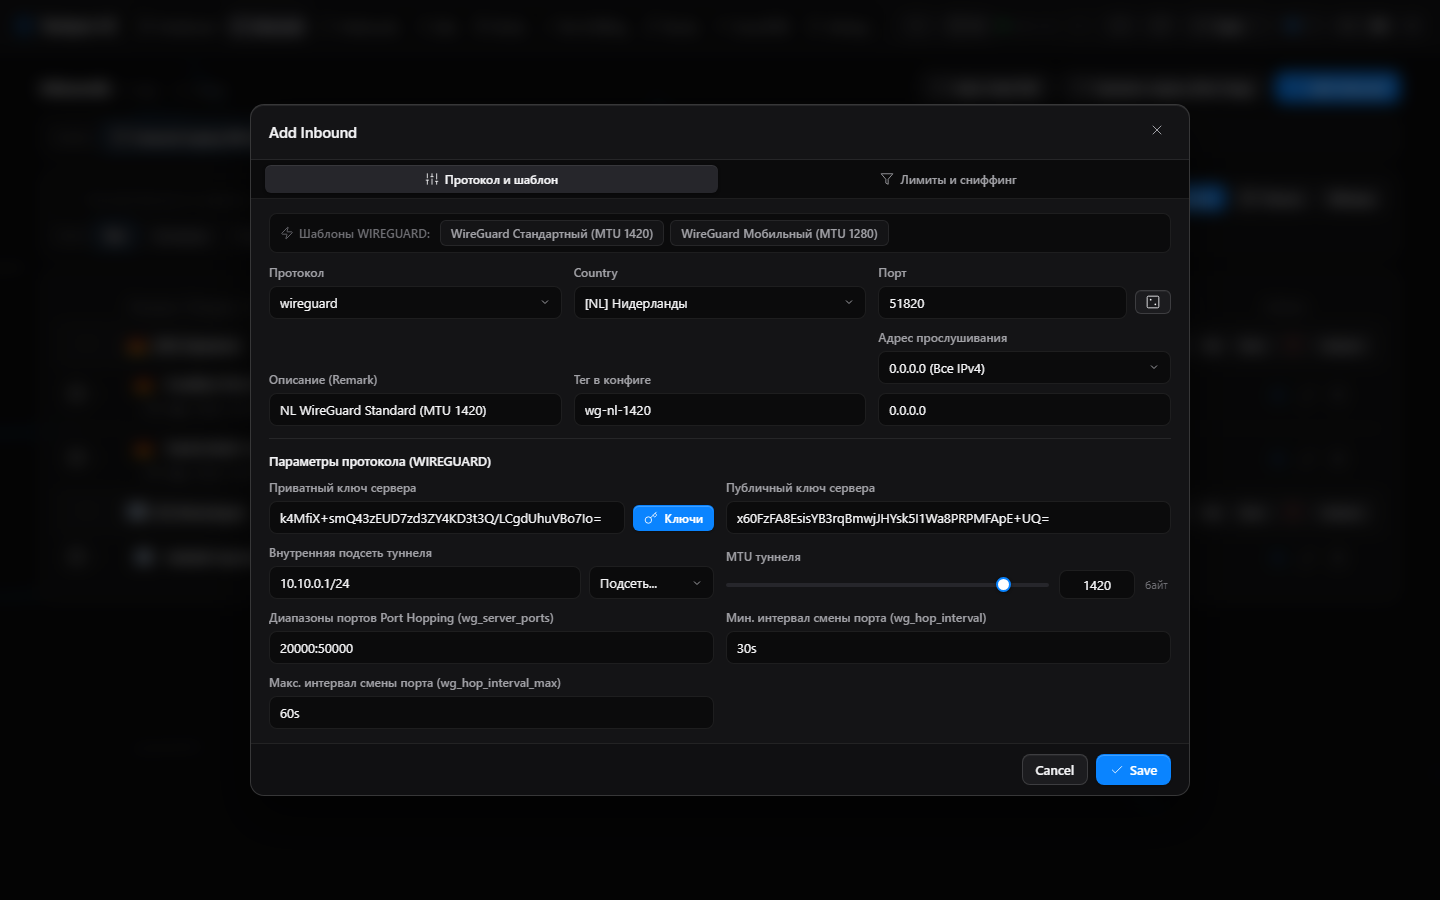 Add Inbound
Протокол и шаблон
Лимиты и сниффинг
Шаблоны WIREGUARD: WireGuard Стандартный (MTU 1420) WireGuard Мобильный (MTU 1280)
Протокол Country Порт
wireguard [NL] Нидерланды 51820
Адрес прослушивания
0.0.0.0 (Все IPv4)
Описание (Remark) Тег в конфиге
NL WireGuard Standard (MTU 1420) wg-nl-1420 0.0.0.0
Параметры протокола (WIREGUARD)
Приватный ключ сервера Публичный ключ сервера
k4MfiX+smQ43zEUD7zd3ZY4KD3t3Q/LCgdUhuVBo7Io= Ключи x60FzFA8EsisYB3rqBmwjJHYsk5I1Wa8PRPMFApE+UQ=
Внутренняя подсеть туннеля MTU туннеля
10.10.0.1/24 Подсеть... 1420 байт
Диапазоны портов Port Hopping (wg_server_ports) Мин. интервал смены порта (wg_hop_interval)
20000:50000 30s
Макс. интервал смены порта (wg_hop_interval_max)
60s
Cancel Save